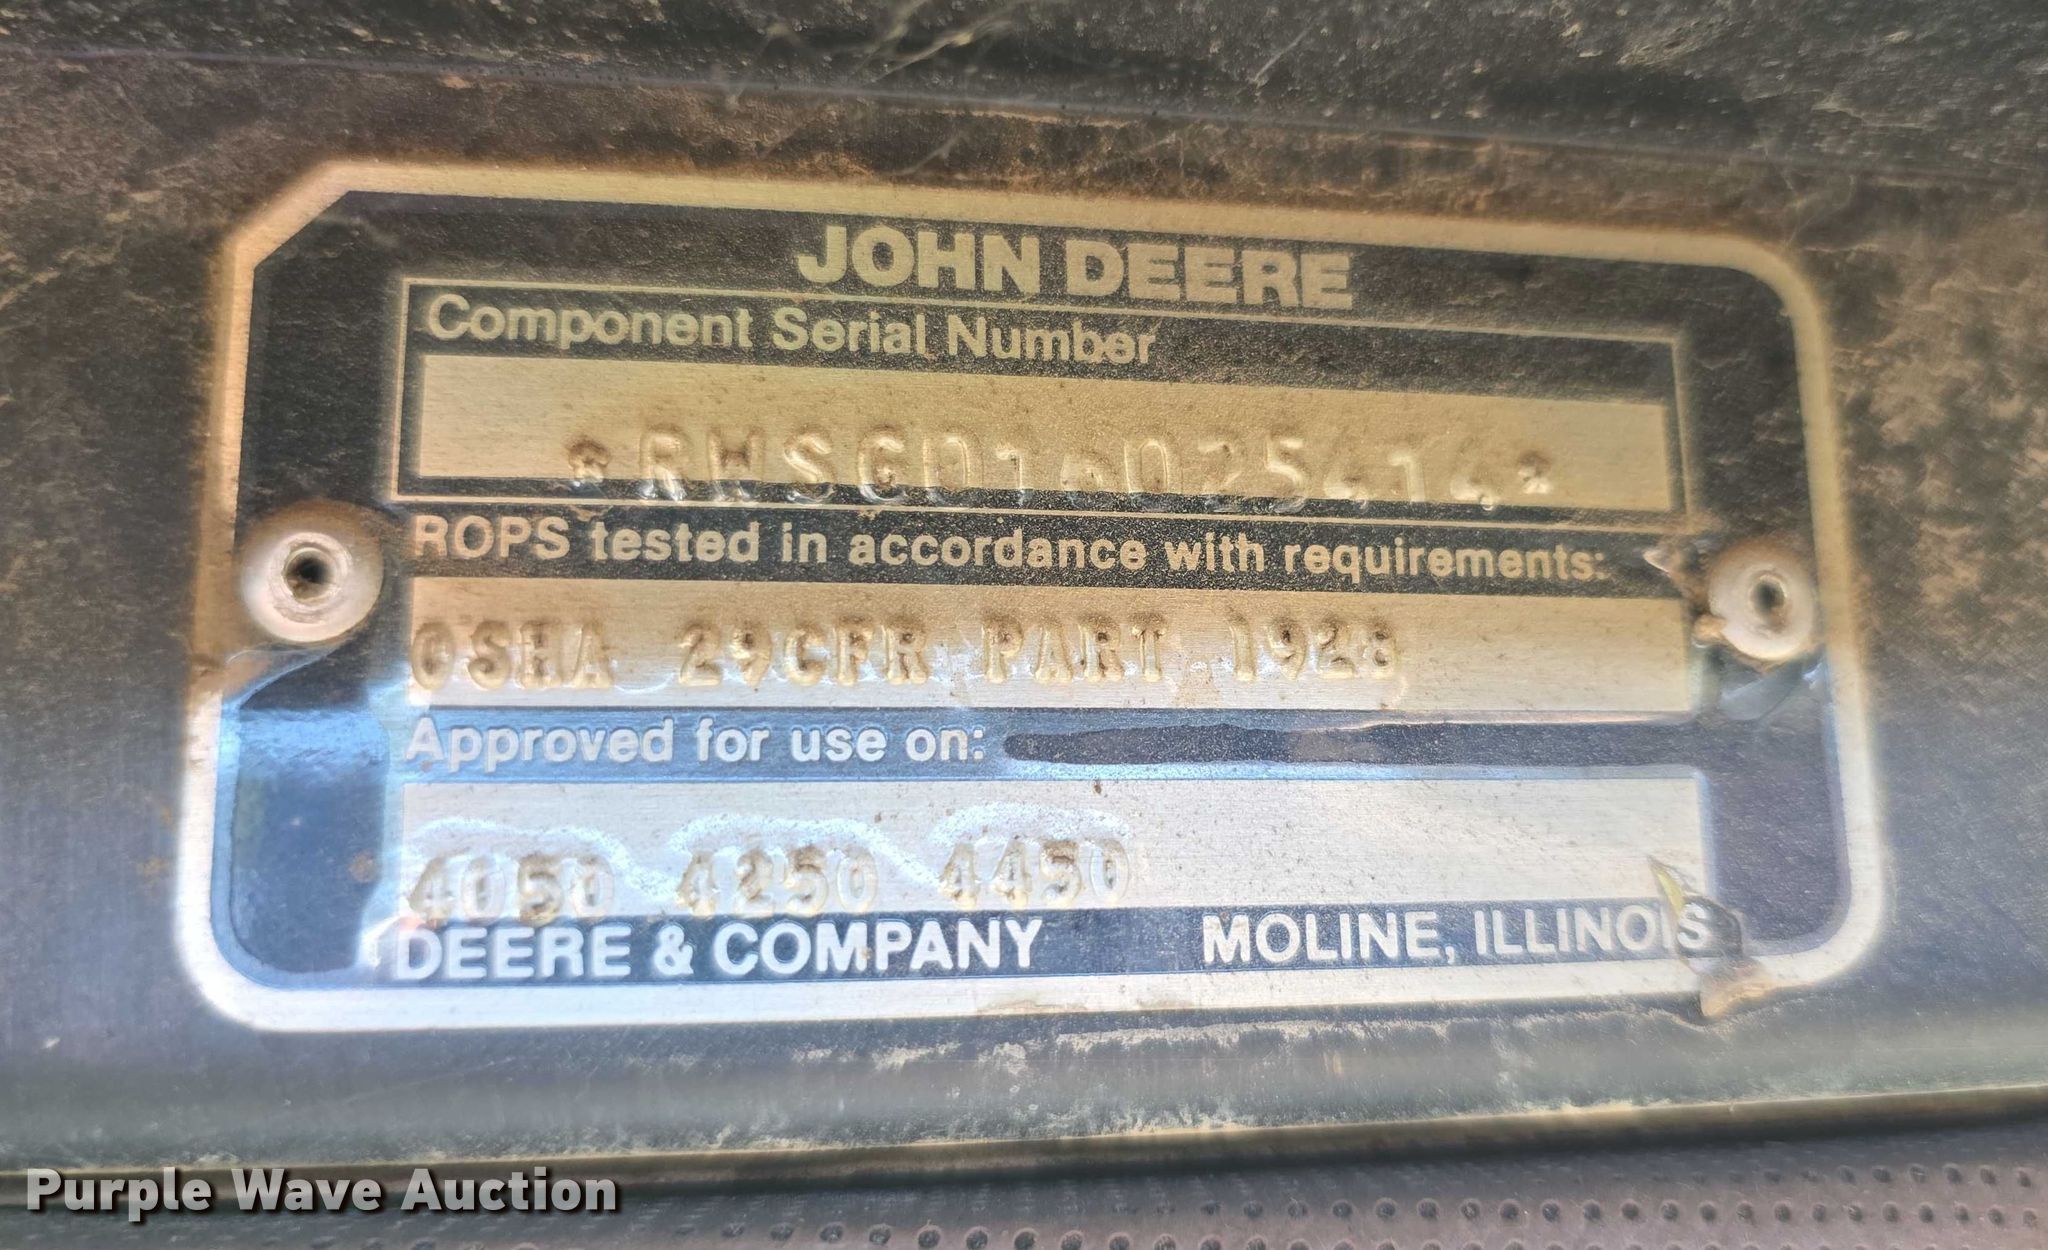 JOHN DEERE
Component Serial Number
*RWSGD16025414*
ROPS tested in accordance with requirements:
OSHA 29CFR PART 1928
Approved for use on:
4050 4250 4450
DEERE & COMPANY MOLINE, ILLINOIS
Purple Wave Auction